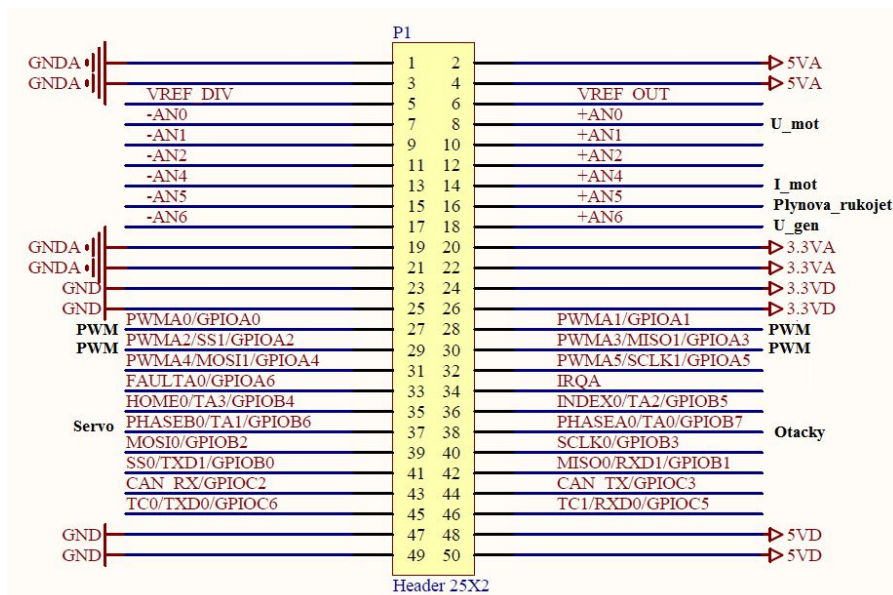 P1
GNDA 1 2 5VA
GNDA 3 4 5VA
VREF_DIV 5 6 VREF_OUT
-AN0 7 8 +AN0 U_mot
-AN1 9 10 +AN1
-AN2 11 12 +AN2
-AN4 13 14 +AN4 I_mot
-AN5 15 16 +AN5 Plynova_rukojet
-AN6 17 18 +AN6 U_gen
GNDA 19 20 3.3VA
GNDA 21 22 3.3VA
GND 23 24 3.3VD
GND 25 26 3.3VD
PWM PWMA0/GPIOA0 27 28 PWMA1/GPIOA1 PWM
PWM PWMA2/SS1/GPIOA2 29 30 PWMA3/MISO1/GPIOA3 PWM
PWMA4/MOSI1/GPIOA4 31 32 PWMA5/SCLK1/GPIOA5
FAULTA0/GPIOA6 33 34 IRQA
HOME0/TA3/GPIOB4 35 36 INDEX0/TA2/GPIOB5
Servo PHASEB0/TA1/GPIOB6 37 38 PHASEA0/TA0/GPIOB7 Otacky
MOSI0/GPIOB2 39 40 SCLK0/GPIOB3
SS0/TXD1/GPIOB0 41 42 MISO0/RXD1/GPIOB1
CAN_RX/GPIOC2 43 44 CAN_TX/GPIOC3
TC0/TXD0/GPIOC6 45 46 TC1/RXD0/GPIOC5
GND 47 48 5VD
GND 49 50 5VD
Header 25X2